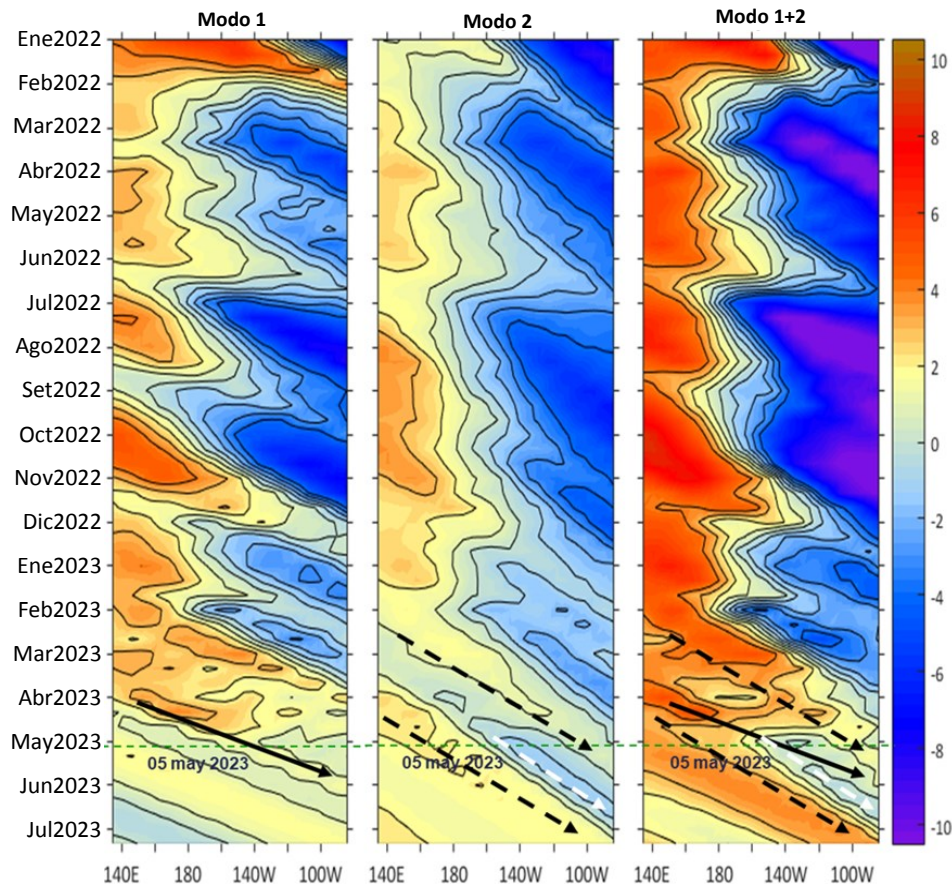 Modo 1
Modo 2
Modo 1+2
Ene2022
Feb2022
Mar2022
Abr2022
May2022
Jun2022
Jul2022
Ago2022
Set2022
Oct2022
Nov2022
Dic2022
Ene2023
Feb2023
Mar2023
Abr2023
May2023
Jun2023
Jul2023
05 may 2023
05 may 2023
05 may 2023
140E 180 140W 100W
140E 180 140W 100W
140E 180 140W 100W
10
8
6
4
2
0
-2
-4
-6
-8
-10